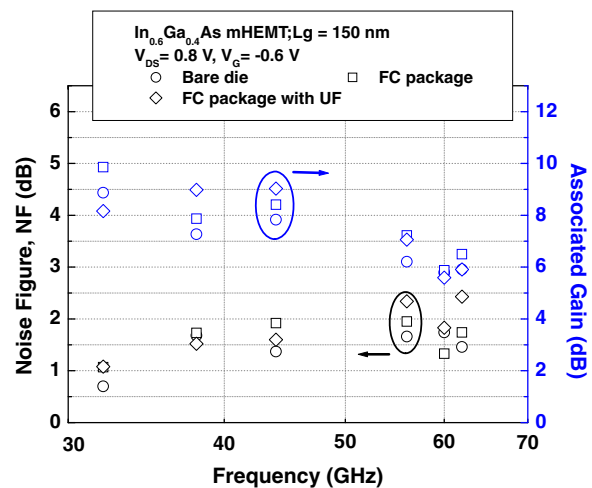 In0.6Ga0.4As mHEMT;Lg = 150 nm
VDS= 0.8 V, VG= -0.6 V
Bare die
FC package
FC package with UF
Noise Figure, NF (dB)
6
5
4
3
2
1
0
12
10
8
6
4
2
0
Associated Gain (dB)
30
40
50
60
70
Frequency (GHz)